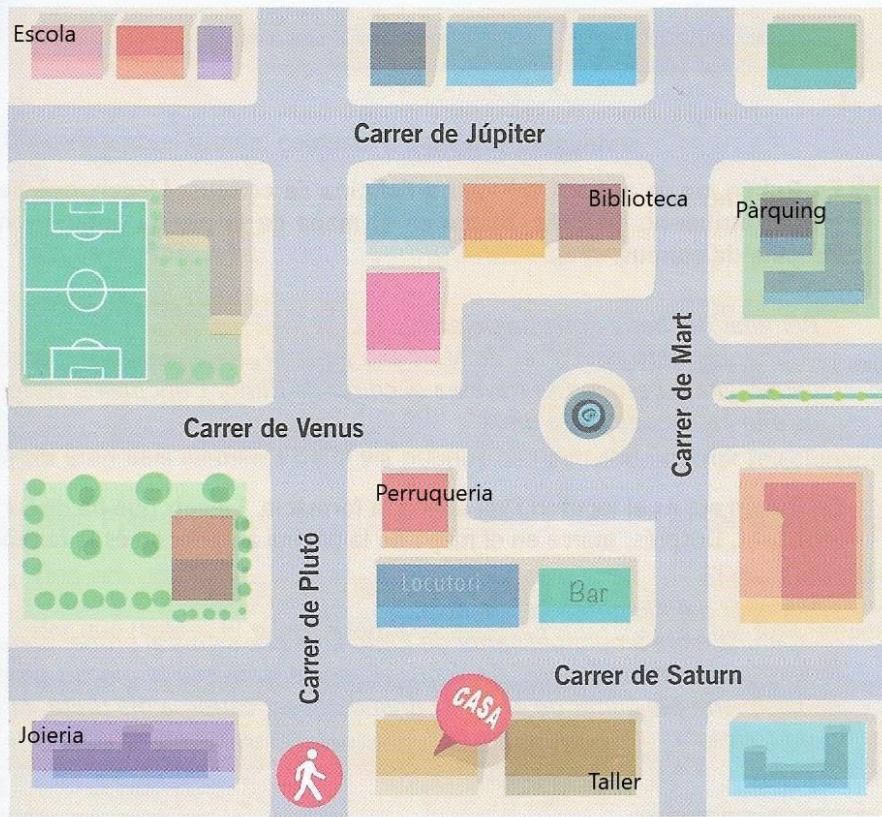 Escola
Carrer de Júpiter
Biblioteca
Pàrquing
Carrer de Mart
Carrer de Venus
Perruqueria
Locutori
Bar
Carrer de Plutó
Carrer de Saturn
CASA
Joieria
Taller